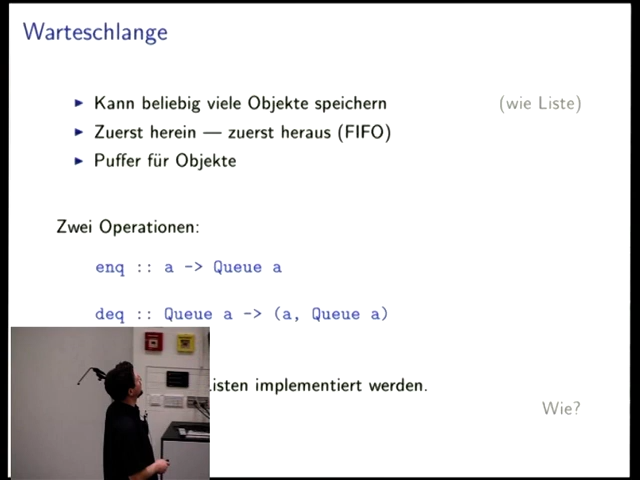 Warteschlange
▶ Kann beliebig viele Objekte speichern (wie Liste)
▶ Zuerst herein — zuerst heraus (FIFO)
▶ Puffer für Objekte
Zwei Operationen:
enq :: a -> Queue a
deq :: Queue a -> (a, Queue a)
implementiert werden.
Wie?